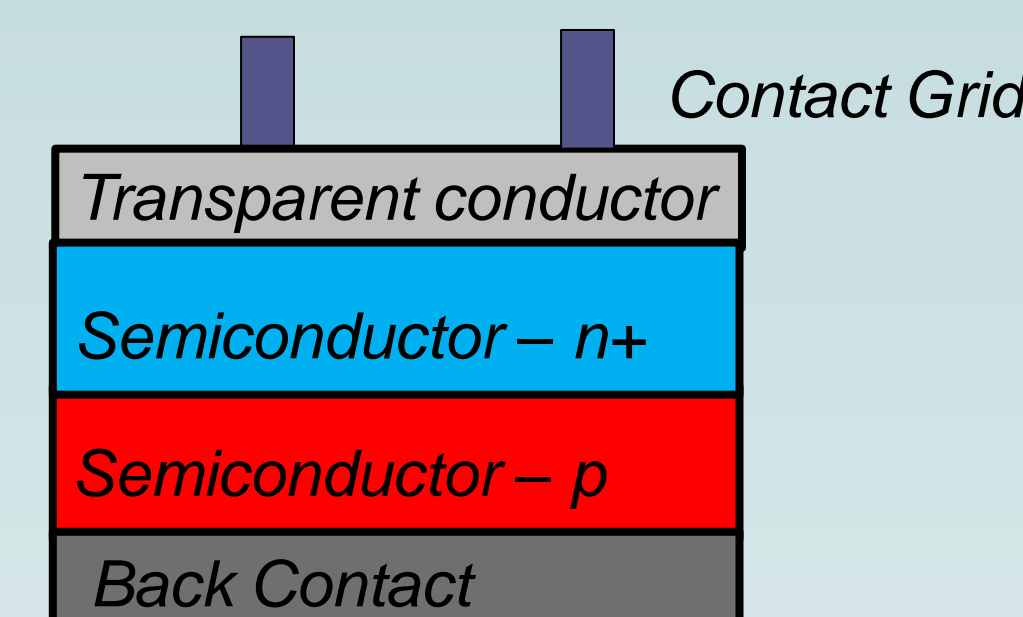 Contact Grid
Transparent conductor
Semiconductor – n+
Semiconductor – p
Back Contact